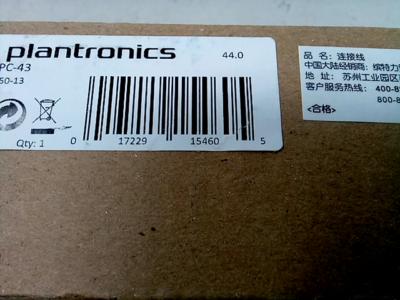 plantronics
44.0
PC-43
50-13
Qty: 1
0 17229 15460 5
品 名：连接线
中国大陆经销商：缤特力
地 址： 苏州工业园区
客户服务热线： 400-8
800-8
<合格>